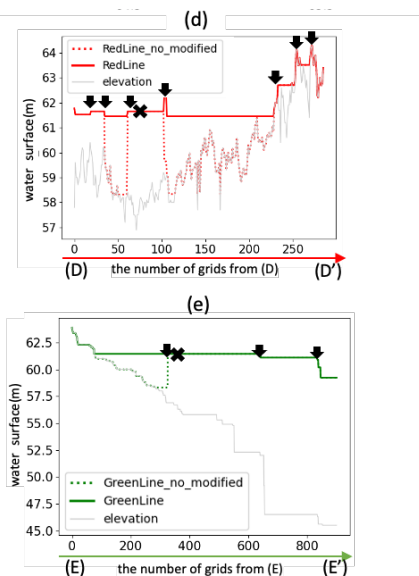 (d)
RedLine_no_modified
RedLine
elevation
water surface(m)
64
63
62
61
60
59
58
57
0 50 100 150 200 250
(D) the number of grids from (D) (D')
(e)
water surface(m)
62.5
60.0
57.5
55.0
52.5
50.0
47.5
45.0
GreenLine_no_modified
GreenLine
elevation
0 200 400 600 800
(E) the number of grids from (E) (E')